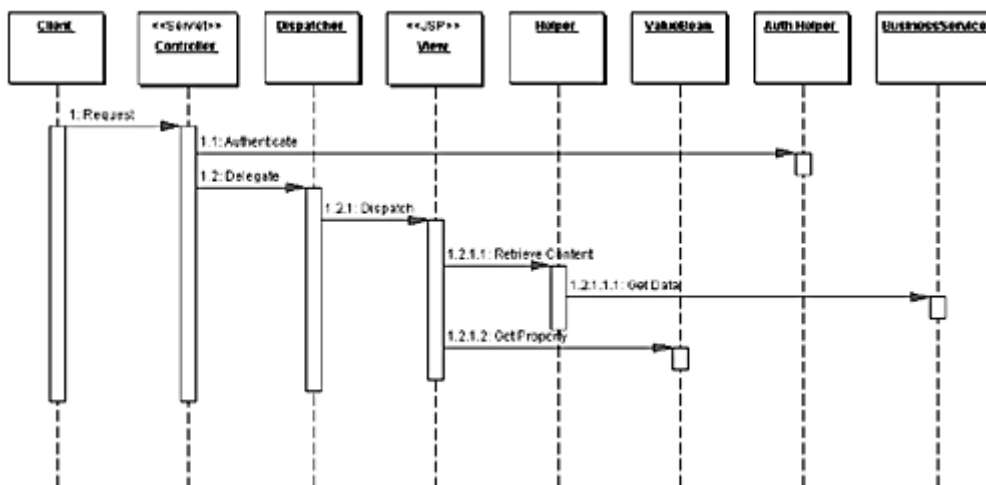 Client
<<Servlet>>
Controller
Dispatcher
<<JSP>>
View
Helper
ValueBean
Auth Helper
BusinessService
1: Request
1.1: Authenticate
1.2: Delegate
1.2.1: Dispatch
1.2.1.1: Retrieve Content
1.2.1.1.1: Get Data
1.2.1.2: Get Property